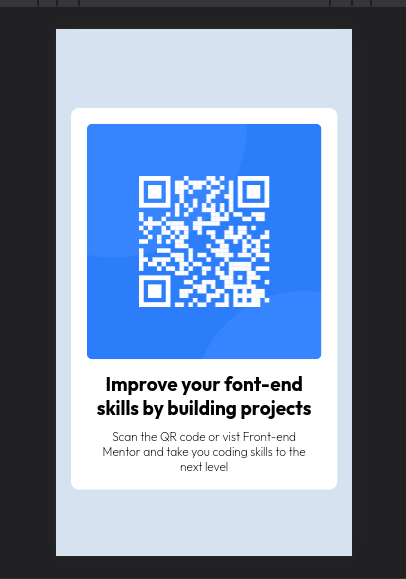 Improve your font-end
skills by building projects
Scan the QR code or vist Front-end
Mentor and take you coding skills to the
next level